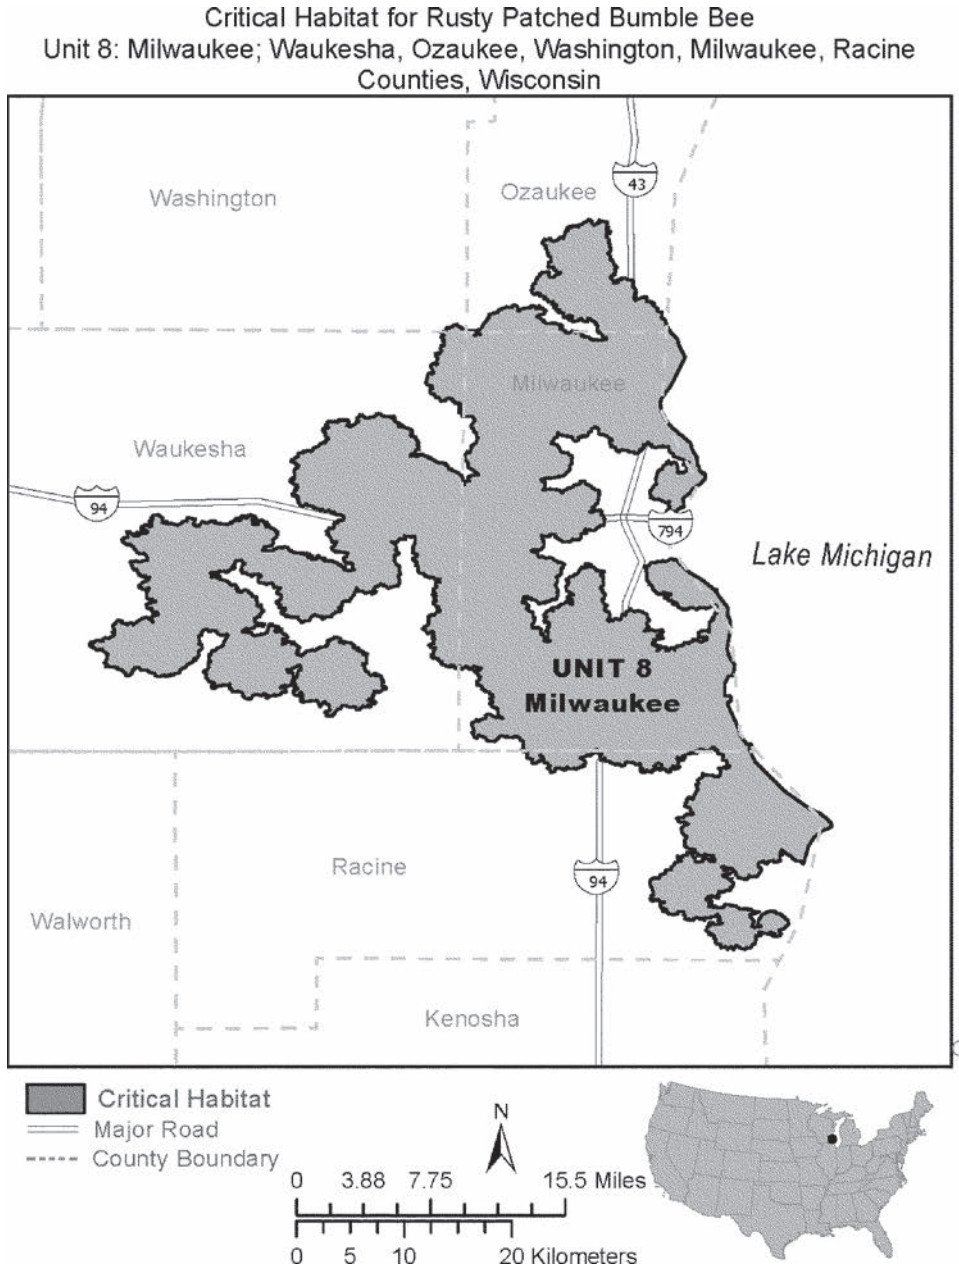 Critical Habitat for Rusty Patched Bumble Bee
Unit 8: Milwaukee; Waukesha, Ozaukee, Washington, Milwaukee, Racine
Counties, Wisconsin
43
Washington
Ozaukee
Milwaukee
Waukesha
94
794
Lake Michigan
UNIT 8
Milwaukee
Racine
94
Walworth
Kenosha
Critical Habitat
Major Road
County Boundary
N
0 3.88 7.75 15.5 Miles
0 5 10 20 Kilometers